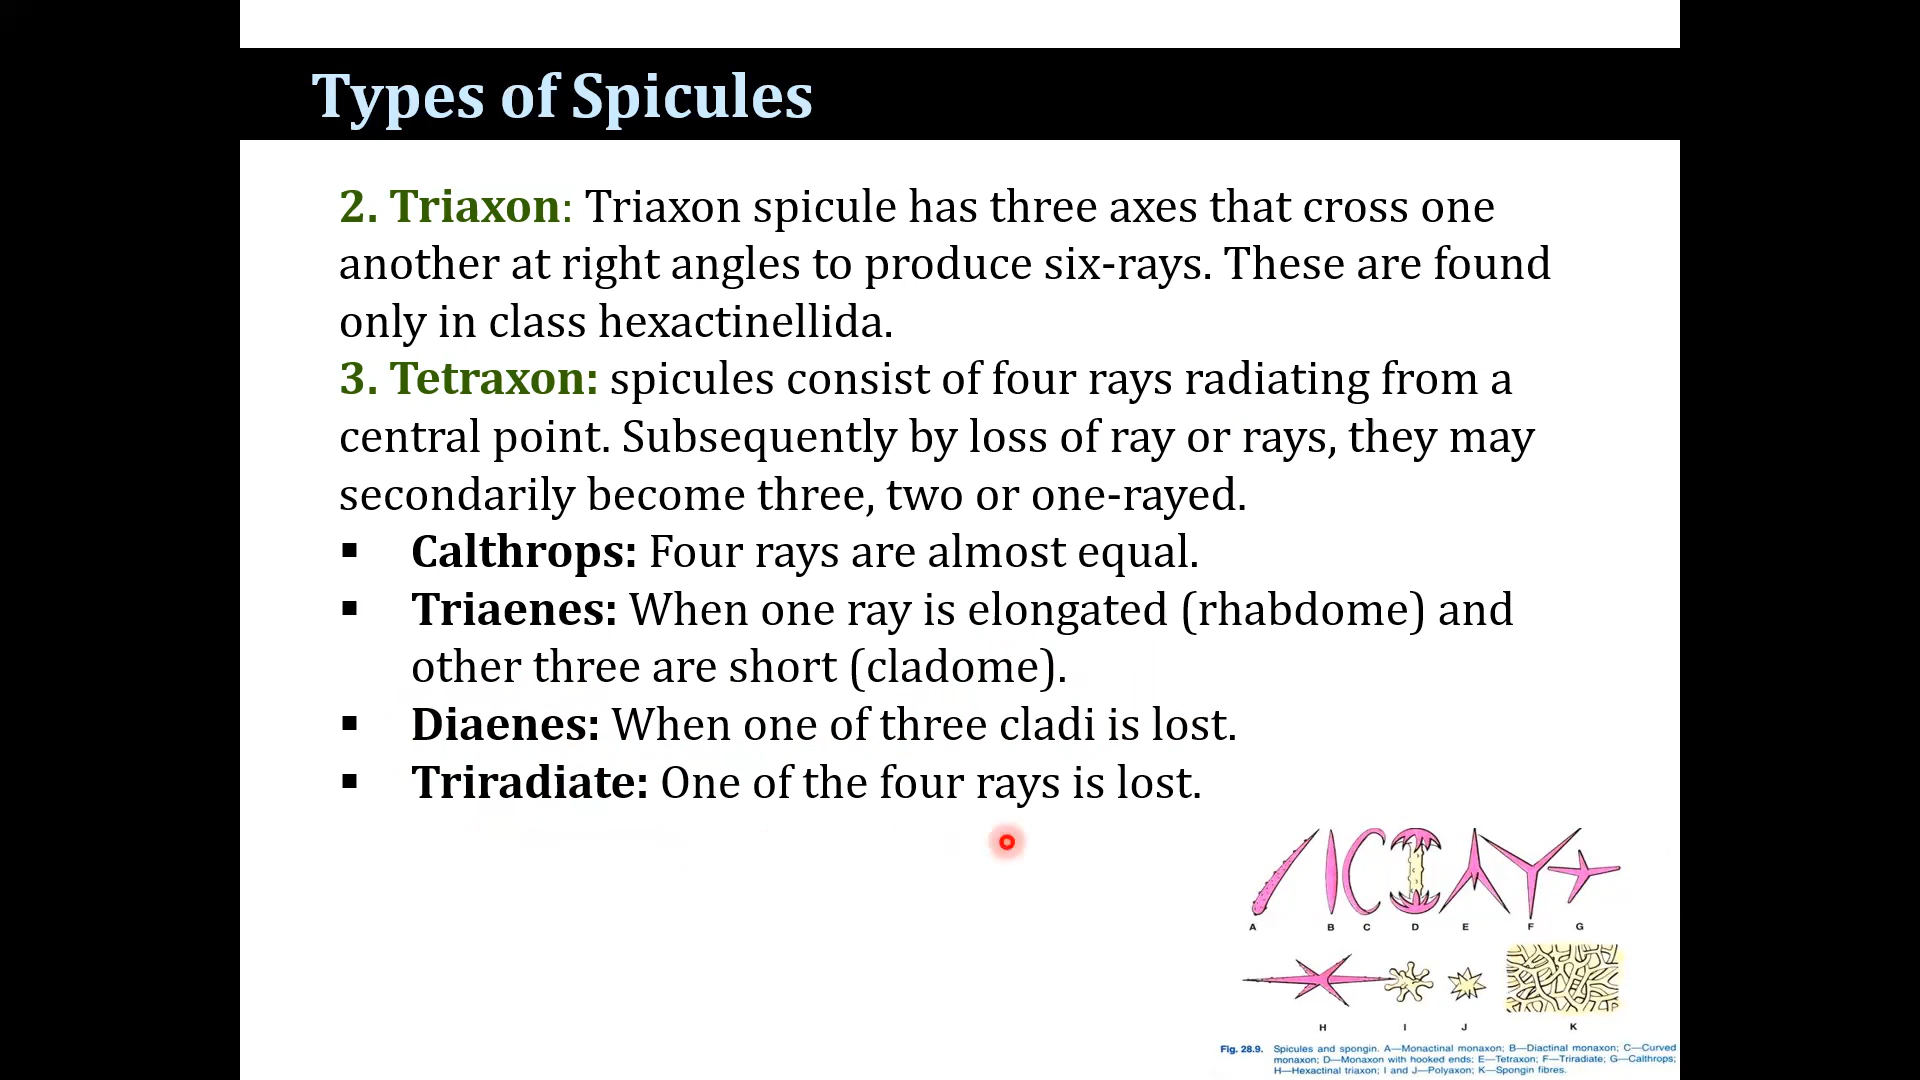 Types of Spicules
2. Triaxon: Triaxon spicule has three axes that cross one
another at right angles to produce six-rays. These are found
only in class hexactinellida.
3. Tetraxon: spicules consist of four rays radiating from a
central point. Subsequently by loss of ray or rays, they may
secondarily become three, two or one-rayed.
▪ Calthrops: Four rays are almost equal.
▪ Triaenes: When one ray is elongated (rhabdome) and
other three are short (cladome).
▪ Diaenes: When one of three cladi is lost.
▪ Triradiate: One of the four rays is lost.
A B C D E F G
H I J K
Fig. 28.9. Spicules and spongin. A—Monactinal monaxon; B—Diactinal monaxon; C—Curved
monaxon; D—Monaxon with hooked ends; E—Tetraxon; F—Triradiate; G—Calthrops;
H—Hexactinal triaxon; I and J—Polyaxon; K—Spongin fibres.